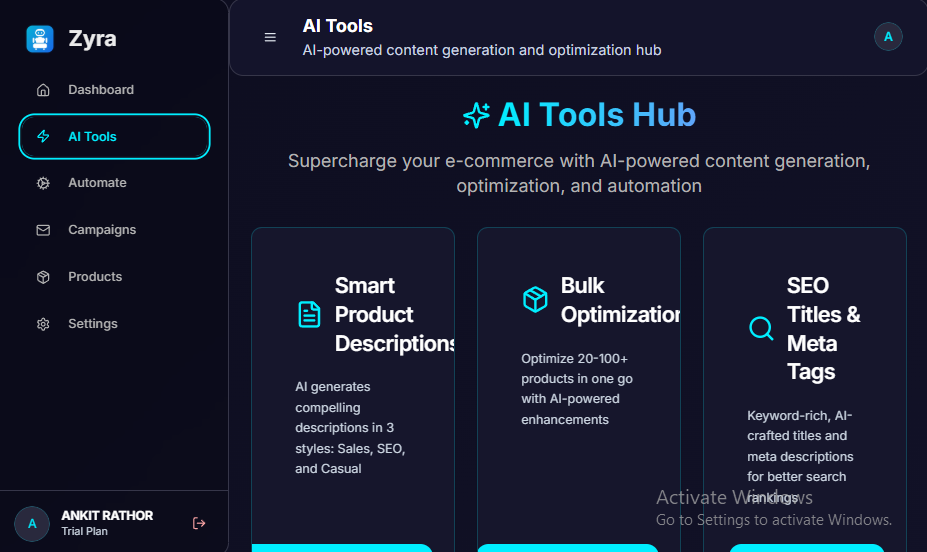 Zyra
Dashboard
AI Tools
Automate
Campaigns
Products
Settings
A
ANKIT RATHOR
Trial Plan
AI Tools
AI-powered content generation and optimization hub
A
AI Tools Hub
Supercharge your e-commerce with AI-powered content generation,
optimization, and automation
Smart
Product
Descriptions
AI generates
compelling
descriptions in 3
styles: Sales, SEO,
and Casual
Bulk
Optimization
Optimize 20-100+
products in one go
with AI-powered
enhancements
SEO
Titles &
Meta
Tags
Keyword-rich, AI-
crafted titles and
meta descriptions
for better search
rankings
Activate Windows
Go to Settings to activate Windows.